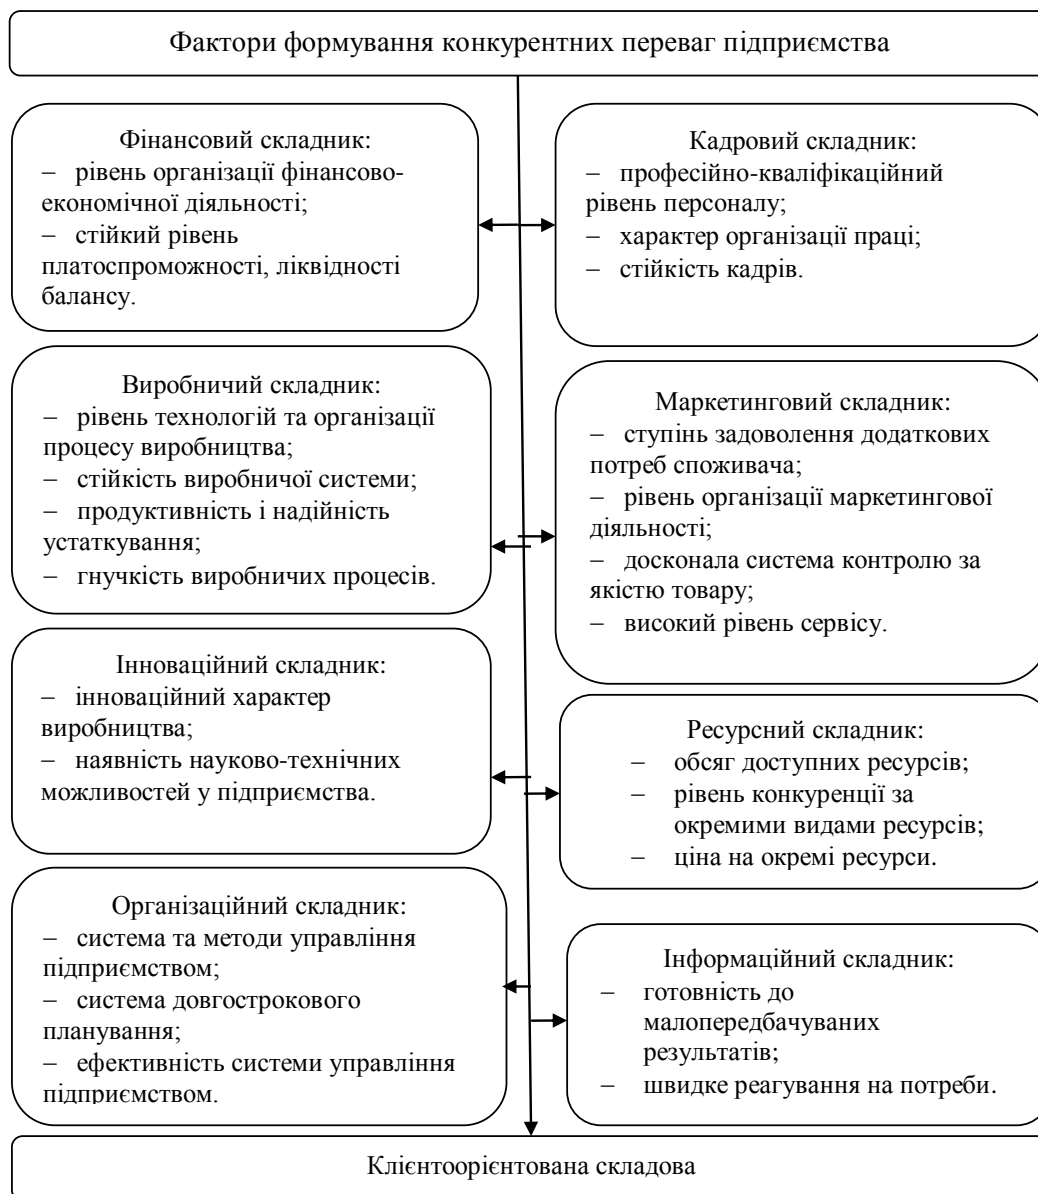 Фактори формування конкурентних переваг підприємства
Фінансовий складник:
− рівень організації фінансово-
економічної діяльності;
− стійкий рівень
платоспроможності, ліквідності
балансу.
Кадровий складник:
− професійно-кваліфікаційний
рівень персоналу;
− характер організації праці;
− стійкість кадрів.
Виробничий складник:
− рівень технологій та організації
процесу виробництва;
− стійкість виробничої системи;
− продуктивність і надійність
устаткування;
− гнучкість виробничих процесів.
Маркетинговий складник:
− ступінь задоволення додаткових
потреб споживача;
− рівень організації маркетингової
діяльності;
− досконала система контролю за
якістю товару;
− високий рівень сервісу.
Інноваційний складник:
− інноваційний характер
виробництва;
− наявність науково-технічних
можливостей у підприємства.
Ресурсний складник:
− обсяг доступних ресурсів;
− рівень конкуренції за
окремими видами ресурсів;
− ціна на окремі ресурси.
Організаційний складник:
− система та методи управління
підприємством;
− система довгострокового
планування;
− ефективність системи управління
підприємством.
Інформаційний складник:
− готовність до
малопередбачуваних
результатів;
− швидке реагування на потреби.
Клієнтоорієнтована складова